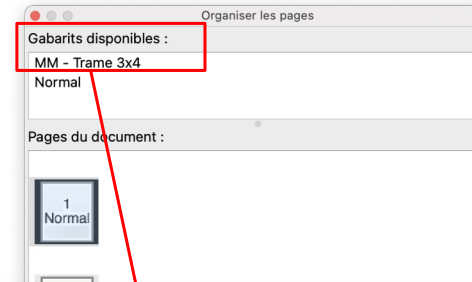 Organiser les pages
Gabarits disponibles :
MM - Trame 3x4
Normal
Pages du document :
1
Normal